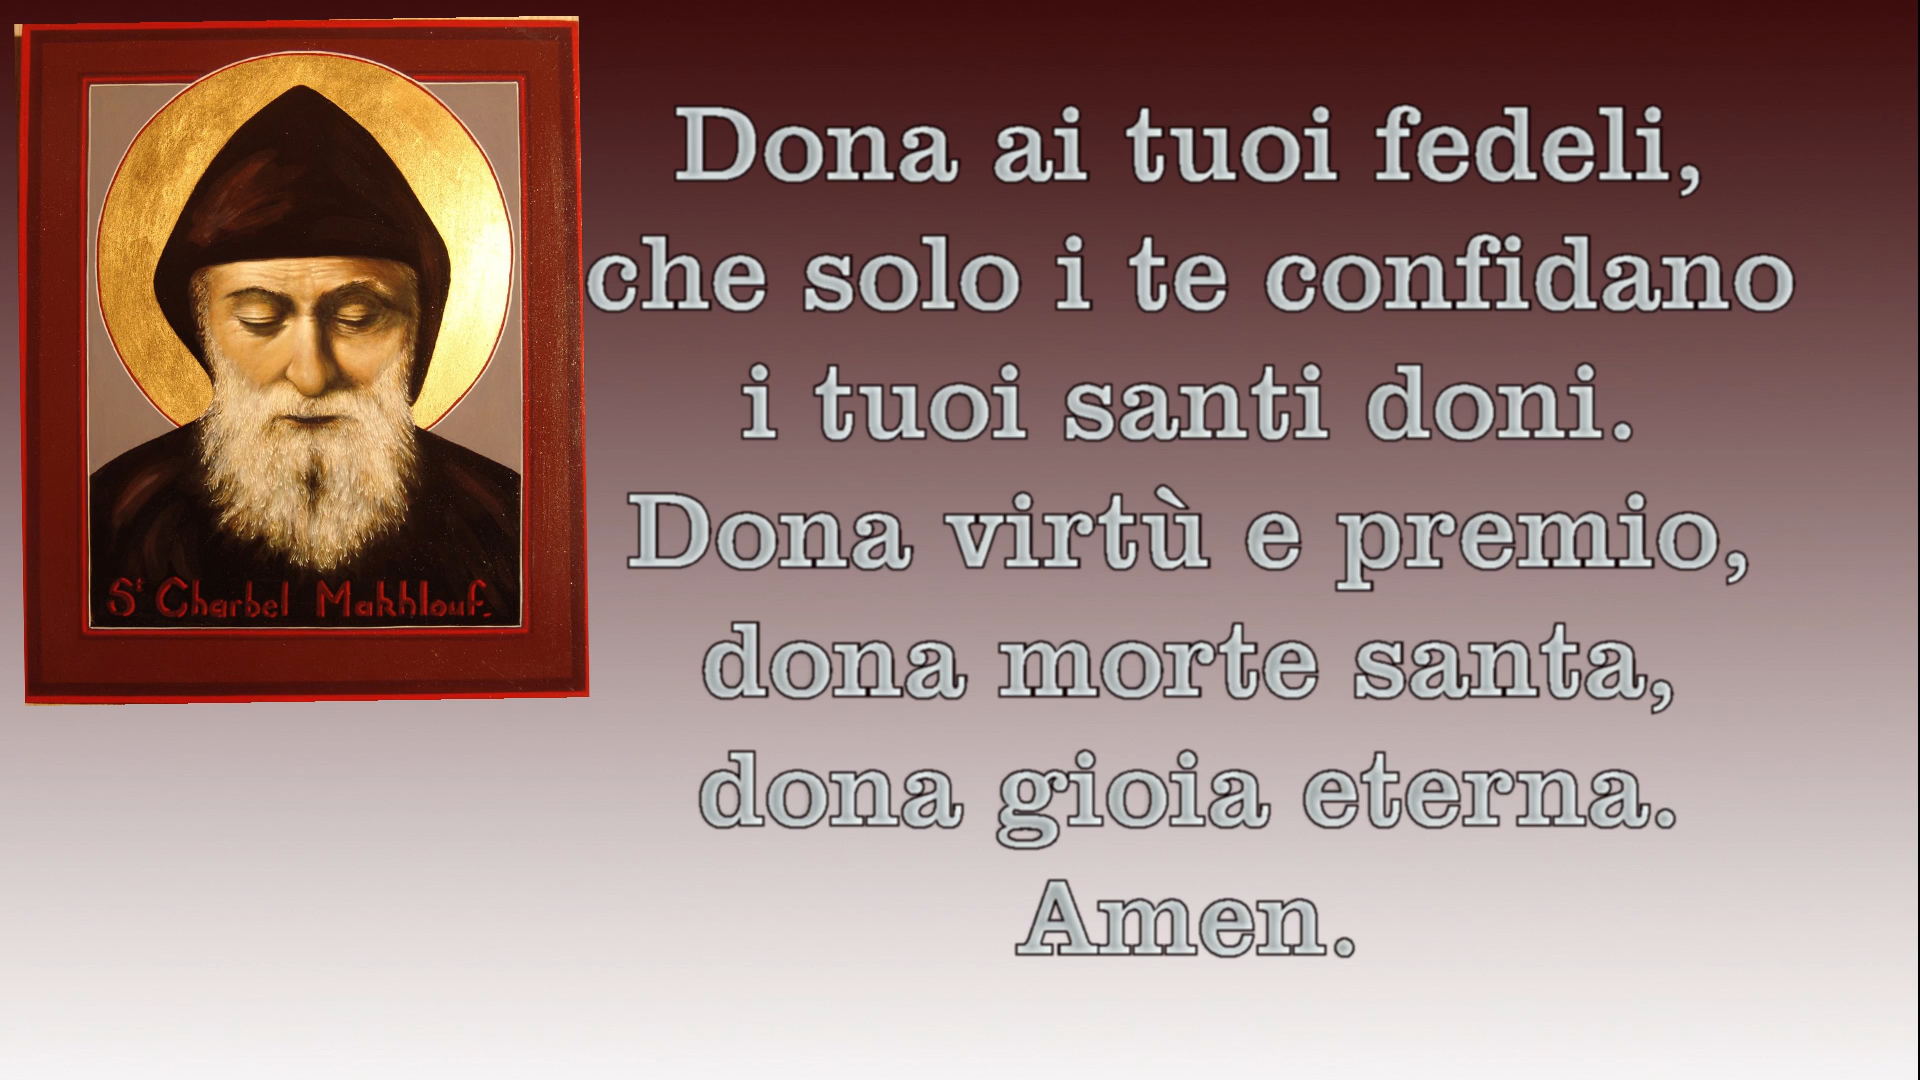 Dona ai tuoi fedeli,
che solo i te confidano
i tuoi santi doni.
Dona virtù e premio,
dona morte santa,
dona gioia eterna.
Amen.
St Charbel Makhlouf.